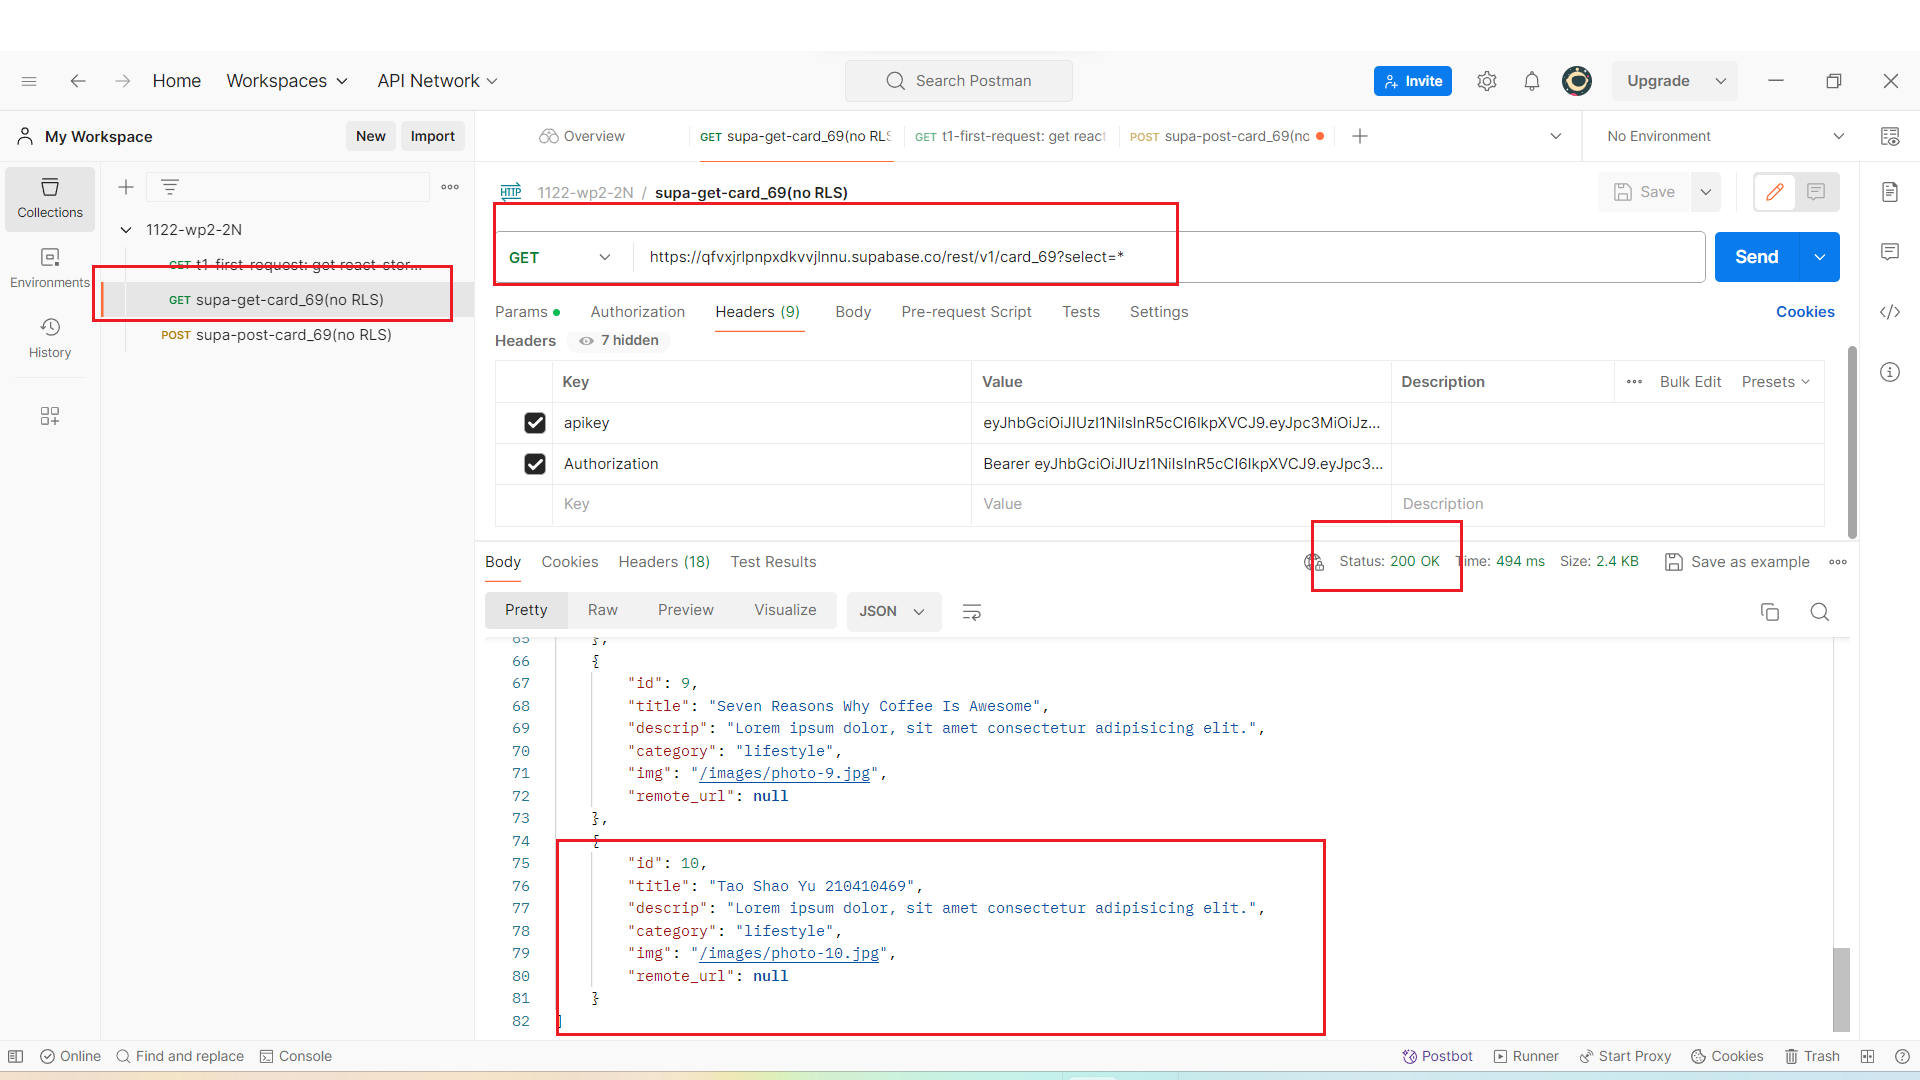 Home Workspaces API Network Search Postman Invite Upgrade
My Workspace New Import Overview GET supa-get-card_69(no RLS GET t1-first-request: get react POST supa-post-card_69(no No Environment
HTTP 1122-wp2-2N / supa-get-card_69(no RLS) Save
Collections
Environments
History
1122-wp2-2N
GET t1-first-request: get react-stor...
GET supa-get-card_69(no RLS)
POST supa-post-card_69(no RLS)
GET https://qfvxjrlpnpxdkvvjlnnu.supabase.co/rest/v1/card_69?select=* Send
Params Authorization Headers (9) Body Pre-request Script Tests Settings Cookies
Headers 7 hidden
Key Value Description Bulk Edit Presets
apikey eyJhbGciOiJIUzI1NiIsInR5cCI6IkpXVCJ9.eyJpc3MiOiJz...
Authorization Bearer eyJhbGciOiJIUzI1NiIsInR5cCI6IkpXVCJ9.eyJpc3...
Key Value Description
Body Cookies Headers (18) Test Results Status: 200 OK Time: 494 ms Size: 2.4 KB Save as example
Pretty Raw Preview Visualize JSON
65 },
66 {
67 "id": 9,
68 "title": "Seven Reasons Why Coffee Is Awesome",
69 "descrip": "Lorem ipsum dolor, sit amet consectetur adipisicing elit.",
70 "category": "lifestyle",
71 "img": "/images/photo-9.jpg",
72 "remote_url": null
73 },
74 {
75 "id": 10,
76 "title": "Tao Shao Yu 210410469",
77 "descrip": "Lorem ipsum dolor, sit amet consectetur adipisicing elit.",
78 "category": "lifestyle",
79 "img": "/images/photo-10.jpg",
80 "remote_url": null
81 }
82 ]
Online Find and replace Console Postbot Runner Start Proxy Cookies Trash